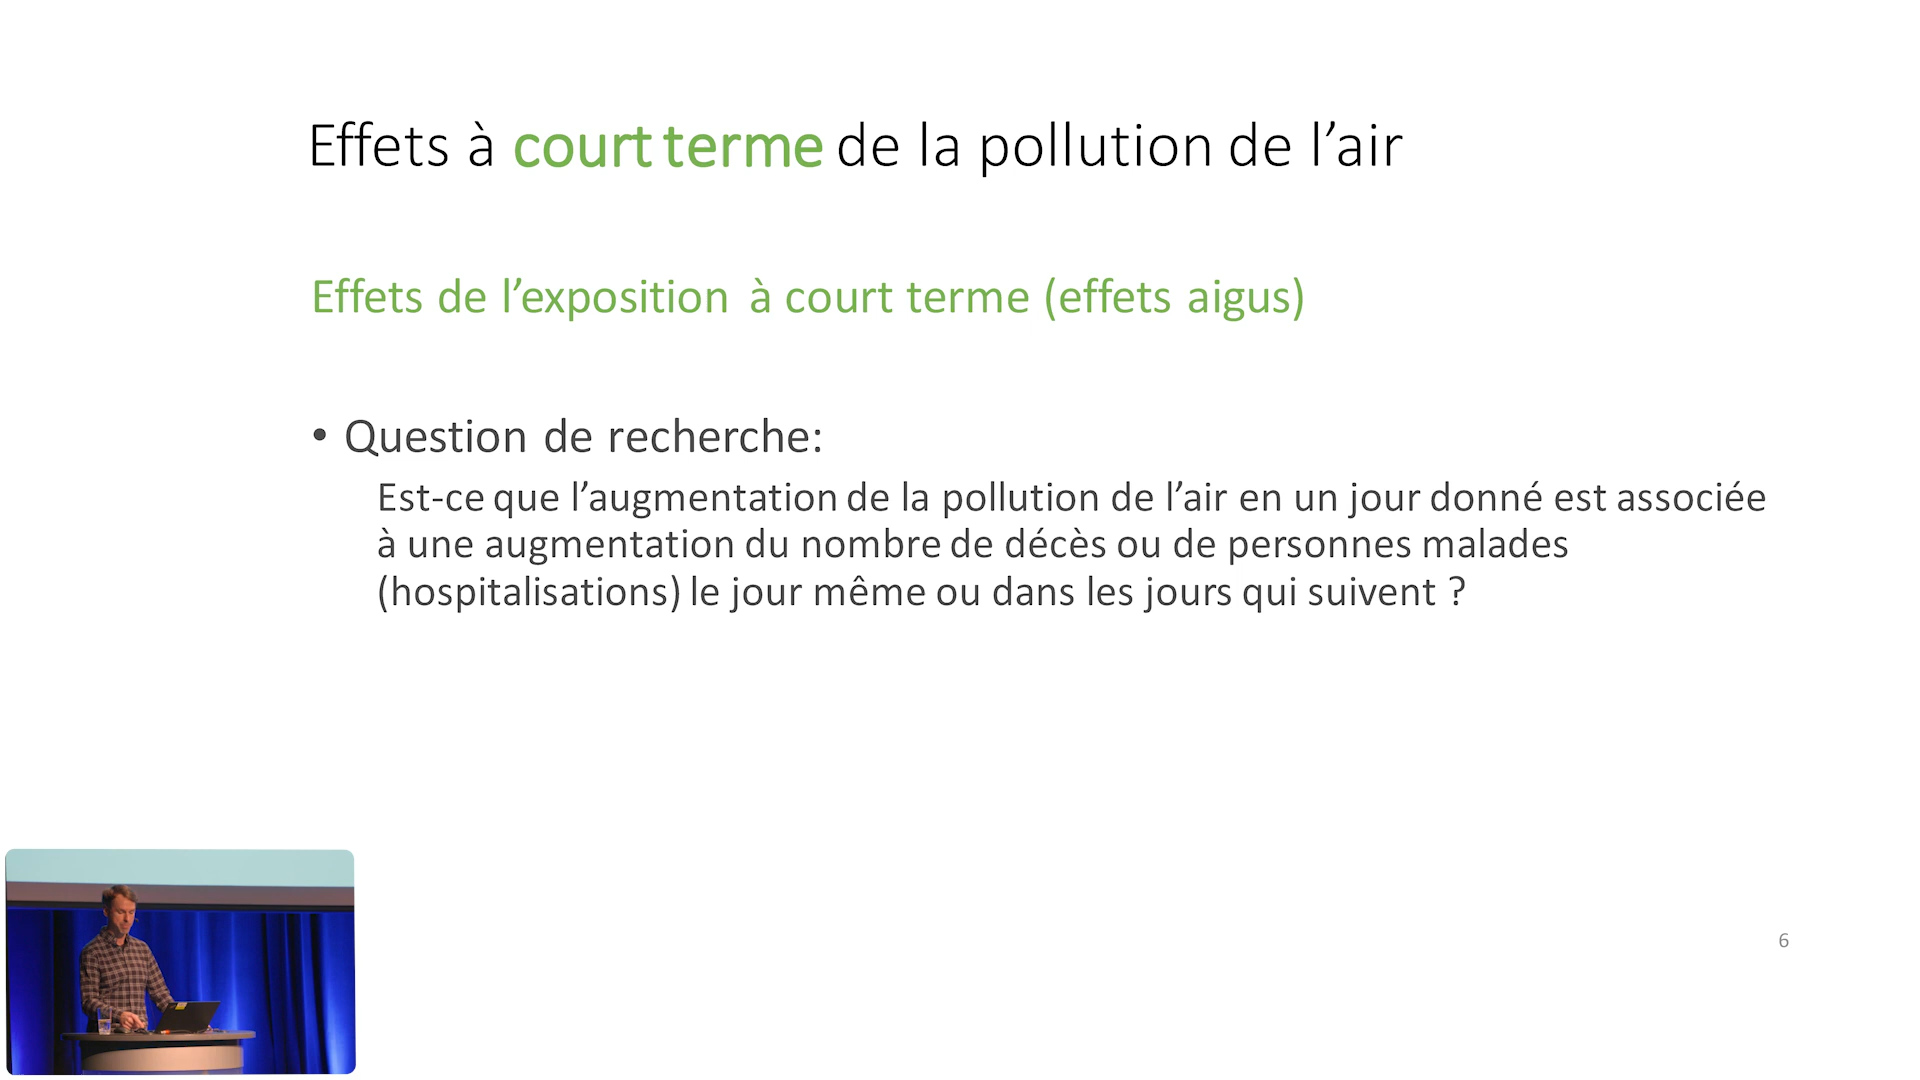 Effets à court terme de la pollution de l’air
Effets de l’exposition à court terme (effets aigus)
• Question de recherche:
Est-ce que l’augmentation de la pollution de l’air en un jour donné est associée
à une augmentation du nombre de décès ou de personnes malades
(hospitalisations) le jour même ou dans les jours qui suivent ?
6